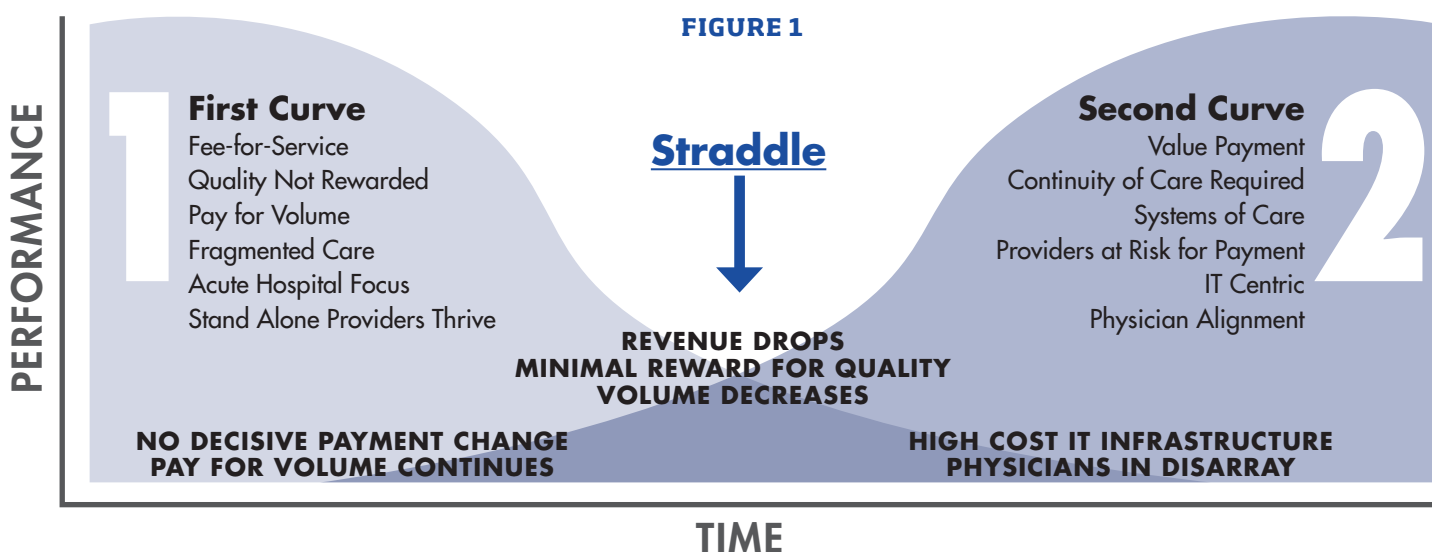 FIGURE 1
PERFORMANCE
1
First Curve
Fee-for-Service
Quality Not Rewarded
Pay for Volume
Fragmented Care
Acute Hospital Focus
Stand Alone Providers Thrive
Straddle
2
Second Curve
Value Payment
Continuity of Care Required
Systems of Care
Providers at Risk for Payment
IT Centric
Physician Alignment
REVENUE DROPS
MINIMAL REWARD FOR QUALITY
VOLUME DECREASES
NO DECISIVE PAYMENT CHANGE
PAY FOR VOLUME CONTINUES
HIGH COST IT INFRASTRUCTURE
PHYSICIANS IN DISARRAY
TIME